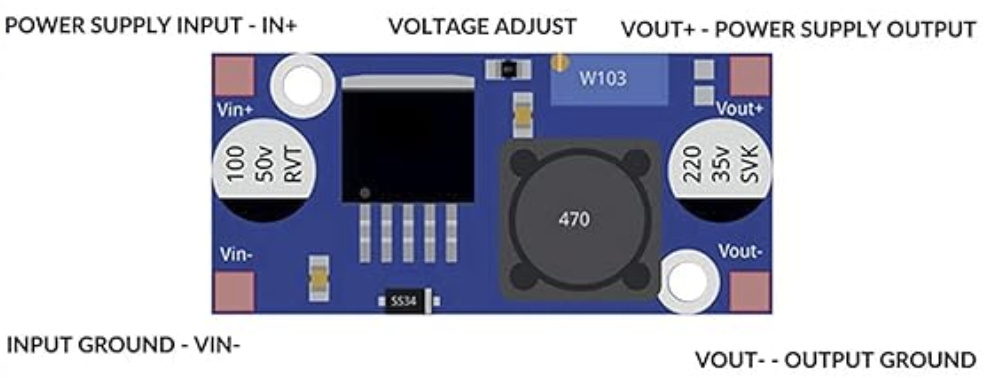 POWER SUPPLY INPUT - IN+
VOLTAGE ADJUST
VOUT+ - POWER SUPPLY OUTPUT
W103
Vin+
Vout+
100
50v
RVT
220
35v
SVK
470
Vin-
Vout-
SS34
INPUT GROUND - VIN-
VOUT- - OUTPUT GROUND